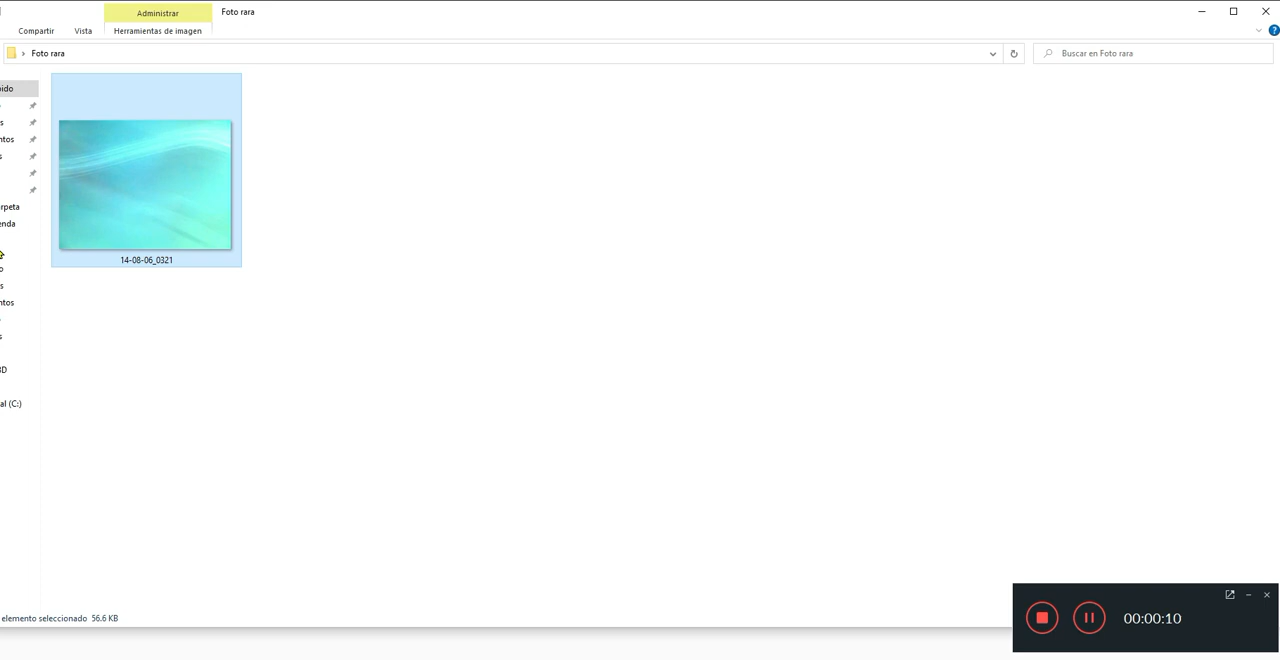 Administrar
Foto rara
Compartir
Vista
Herramientas de imagen
?
Foto rara
Buscar en Foto rara
14-08-06_0321
al (C:)
elemento seleccionado 56.6 KB
00:00:10